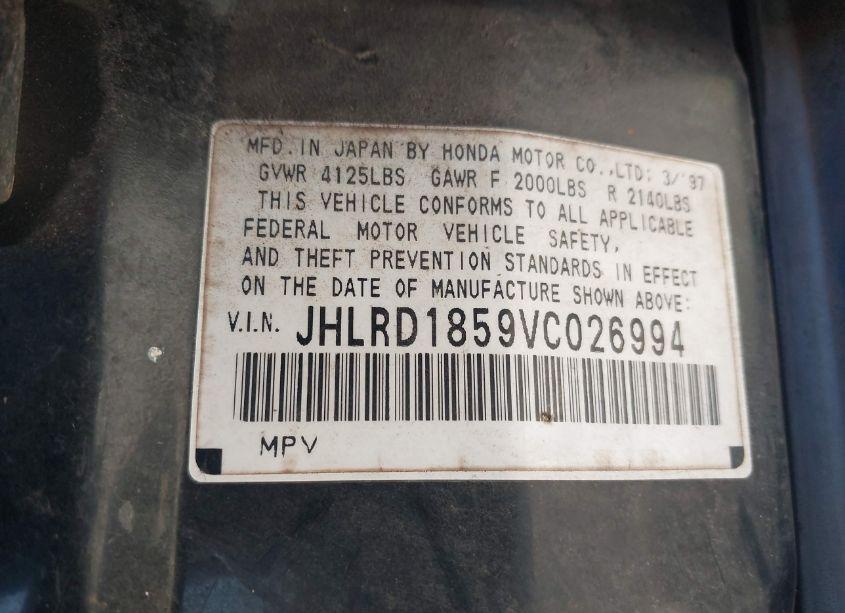 MFD. IN JAPAN BY HONDA MOTOR CO., LTD: 3/'97
GVWR 4125LBS GAWR F 2000LBS R 2140LBS
THIS VEHICLE CONFORMS TO ALL APPLICABLE
FEDERAL MOTOR VEHICLE SAFETY,
AND THEFT PREVENTION STANDARDS IN EFFECT
ON THE DATE OF MANUFACTURE SHOWN ABOVE:
V.I.N. JHLRD1859VC026994
MPV